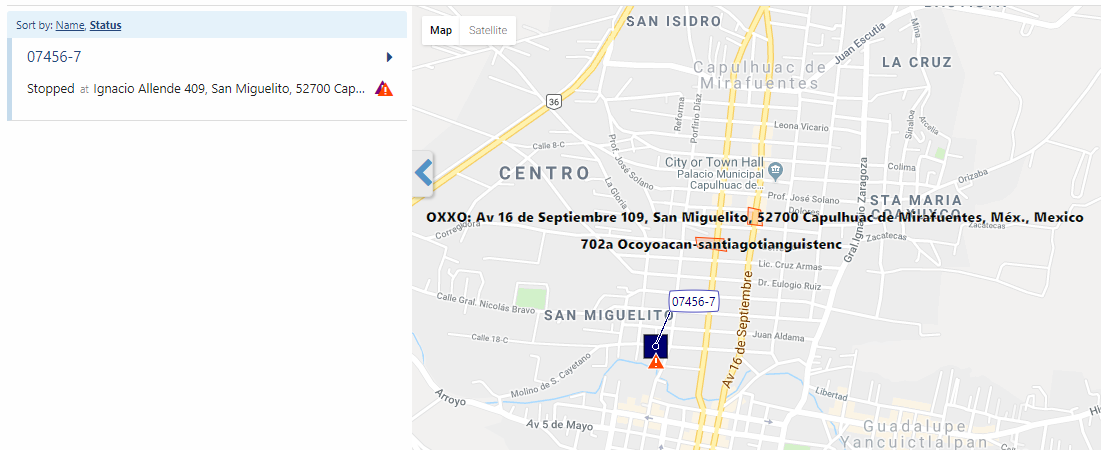 Sort by: Name, Status
07456-7
Stopped at Ignacio Allende 409, San Miguelito, 52700 Cap...
Map
Satellite
SAN ISIDRO
Juan Escutia
LA CRUZ
Capulhuac de
Mirafuentes
36
Reforma
Porfirio Díaz
Leona Vicario
Sinaloa
Arcelia
Calle 8-C
Prof. José Solano
City or Town Hall
Palacio Municipal
Capulhuac de...
Colima
Orizaba
CENTRO
La Gloria
Prof. José Solano
Gral. Ignacio Zaragoza
STA MARIA
COAXILXCO
Dolores
OXXO: Av 16 de Septiembre 109, San Miguelito, 52700 Capulhuac de Mirafuentes, Méx., Mexico
Corregidora
Zacatecas
Zacatecas
702a Ocoyoacan-santiagotianguistenc
Lic. Cruz Armas
Dr. Eulogio Ruiz
Calle Gral. Nicolás Bravo
07456-7
SAN MIGUELITO
Calle 18-C
Juan Aldama
Av 16 de Septiembre
Molino de S. Cayetano
Arroyo
Libertad
Av 5 de Mayo
Guadalupe
Yancuictlalpan